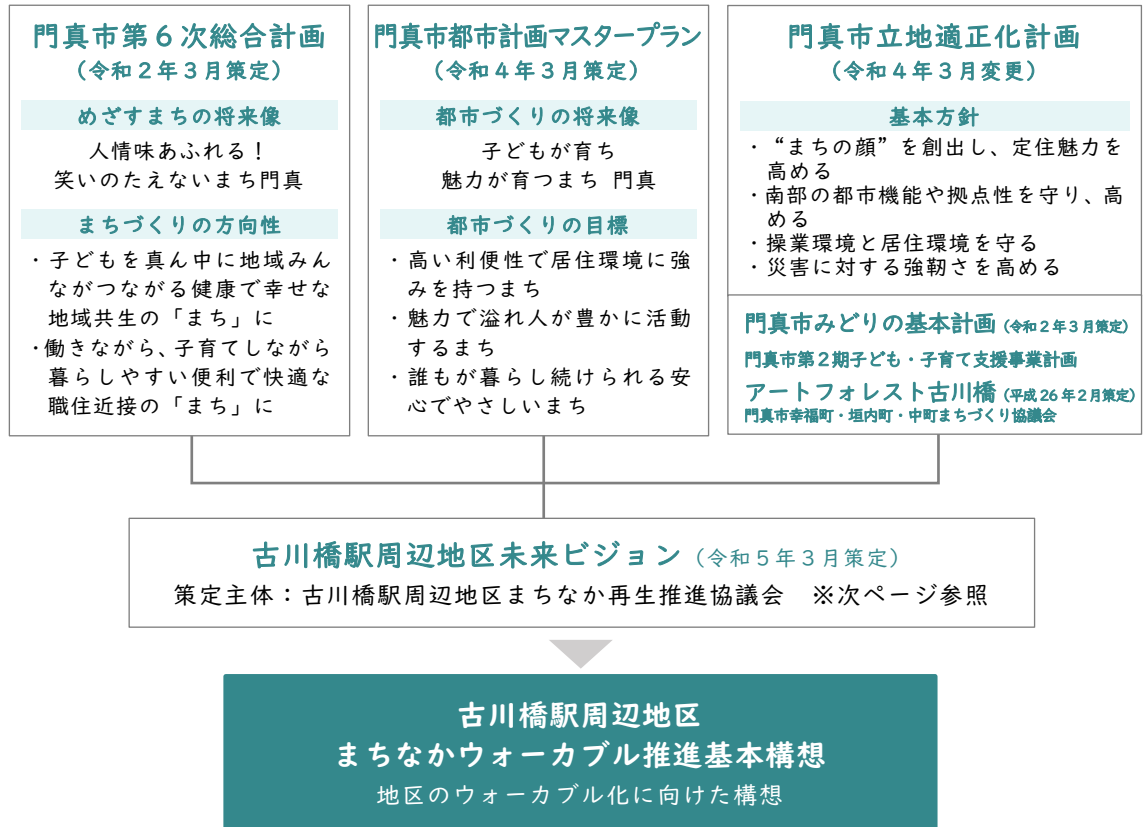 門真市第６次総合計画
（令和２年３月策定）
めざすまちの将来像
人情味あふれる！
笑いのたえないまち門真
まちづくりの方向性
・子どもを真ん中に地域みん
ながつながる健康で幸せな
地域共生の「まち」に
・働きながら、子育てしながら
暮らしやすい便利で快適な
職住近接の「まち」に
門真市都市計画マスタープラン
（令和４年３月策定）
都市づくりの将来像
子どもが育ち
魅力が育つまち 門真
都市づくりの目標
・高い利便性で居住環境に強
みを持つまち
・魅力で溢れ人が豊かに活動
するまち
・誰もが暮らし続けられる安
心でやさしいまち
門真市立地適正化計画
（令和４年３月変更）
基本方針
・“まちの顔”を創出し、定住魅力を
高める
・南部の都市機能や拠点性を守り、高
める
・操業環境と居住環境を守る
・災害に対する強靭さを高める
門真市みどりの基本計画（令和２年３月策定）
門真市第２期子ども・子育て支援事業計画
アートフォレスト古川橋（平成26年２月策定）
門真市幸福町・垣内町・中町まちづくり協議会
古川橋駅周辺地区未来ビジョン（令和５年３月策定）
策定主体：古川橋駅周辺地区まちなか再生推進協議会　※次ページ参照
古川橋駅周辺地区
まちなかウォーカブル推進基本構想
地区のウォーカブル化に向けた構想